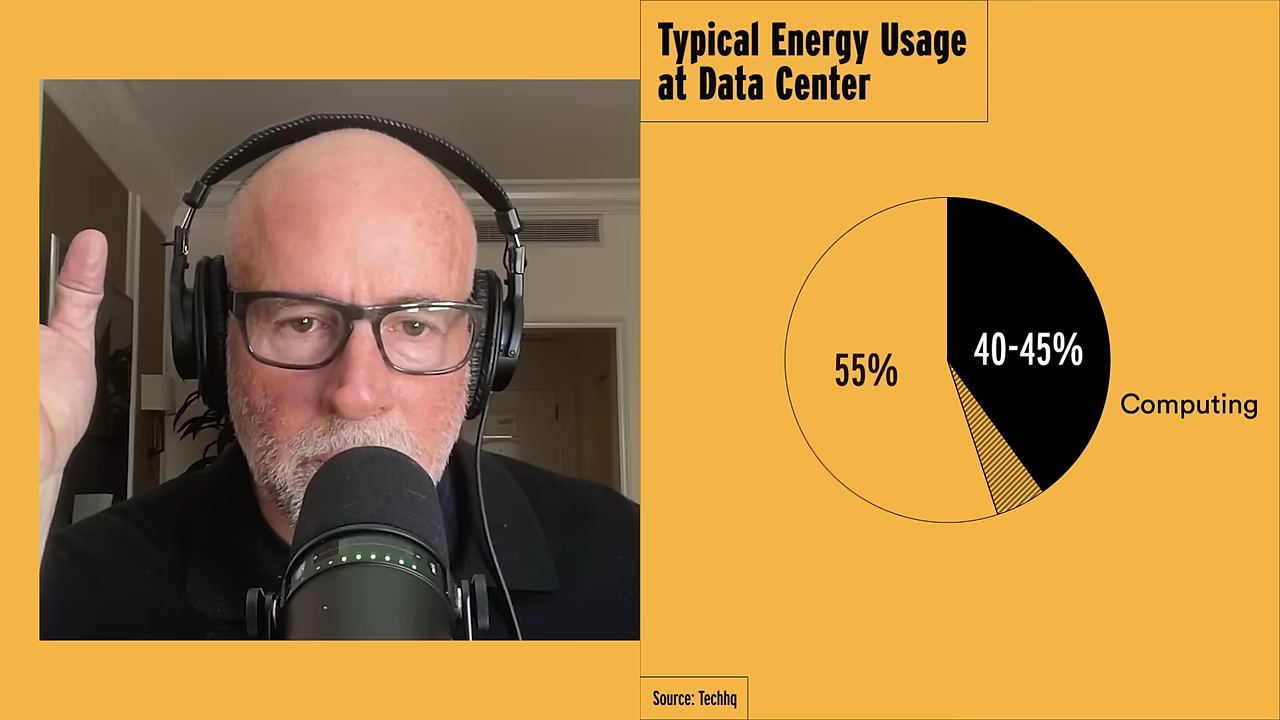 Typical Energy Usage
at Data Center
55%
40-45%
Computing
Source: Techhq